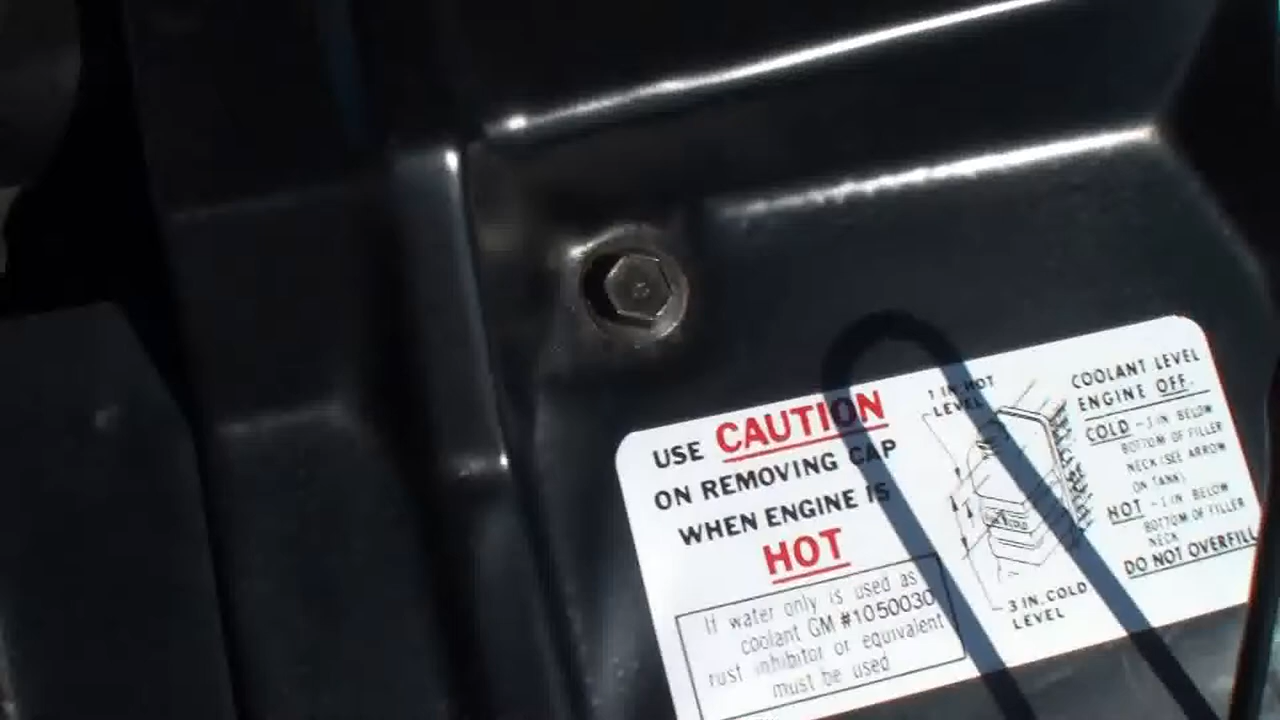 USE CAUTION
ON REMOVING CAP
WHEN ENGINE IS
HOT
If water only is used as
coolant GM #1050030
rust inhibitor or equivalent
must be used
1 IN. HOT
LEVEL
3 IN. COLD
LEVEL
COOLANT LEVEL
ENGINE OFF.
COLD - 3 IN BELOW
BOTTOM OF FILLER
NECK (SEE ARROW
ON TANK).
HOT - 1 IN BELOW
BOTTOM OF FILLER
NECK
DO NOT OVERFILL